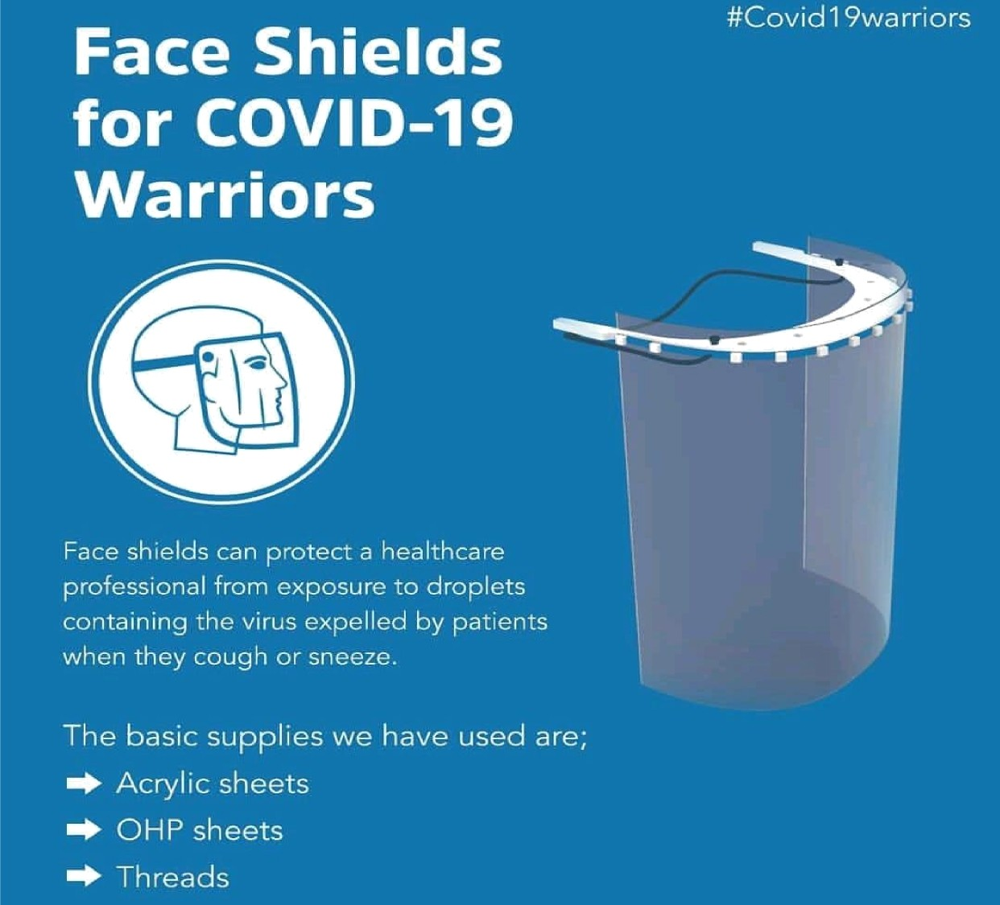 #Covid19warriors
Face Shields
for COVID-19
Warriors
Face shields can protect a healthcare
professional from exposure to droplets
containing the virus expelled by patients
when they cough or sneeze.
The basic supplies we have used are;
Acrylic sheets
OHP sheets
Threads